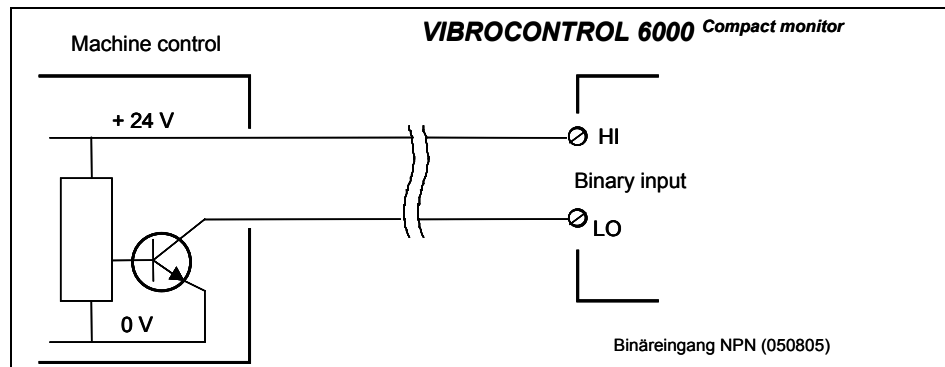 VIBROCONTROL 6000 Compact monitor
Machine control
+ 24 V
HI
Binary input
LO
0 V
Binäreingang NPN (050805)